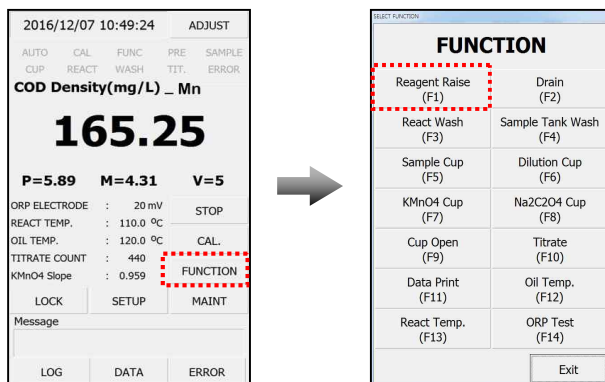 2016/12/07 10:49:24 ADJUST
AUTO CAL FUNC PRE SAMPLE
CUP REACT WASH TIT. ERROR
COD Density(mg/L) _ Mn
165.25
P=5.89 M=4.31 V=5
ORP ELECTRODE : 20 mV
REACT TEMP. : 110.0 ºC
OIL TEMP. : 120.0 ºC
TITRATE COUNT : 440
KMnO4 Slope : 0.959
STOP
CAL.
FUNCTION
LOCK SETUP MAINT
Message
LOG DATA ERROR
SELECT FUNCTION
FUNCTION
Reagent Raise
(F1)
Drain
(F2)
React Wash
(F3)
Sample Tank Wash
(F4)
Sample Cup
(F5)
Dilution Cup
(F6)
KMnO4 Cup
(F7)
Na2C2O4 Cup
(F8)
Cup Open
(F9)
Titrate
(F10)
Data Print
(F11)
Oil Temp.
(F12)
React Temp.
(F13)
ORP Test
(F14)
Exit